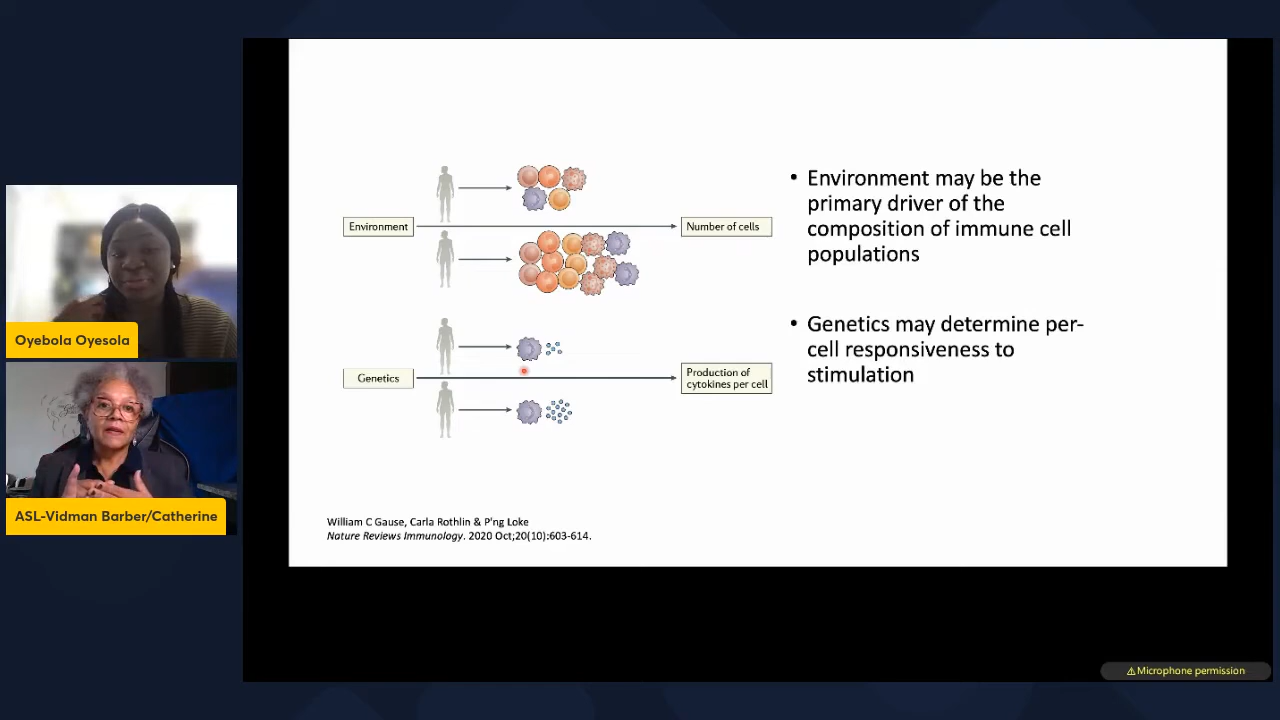 Oyebola Oyesola
ASL-Vidman Barber/Catherine
Environment
Number of cells
Genetics
Production of
cytokines per cell
• Environment may be the
primary driver of the
composition of immune cell
populations
• Genetics may determine per-
cell responsiveness to
stimulation
William C Gause, Carla Rothlin & P'ng Loke
Nature Reviews Immunology. 2020 Oct;20(10):603-614.
⚠Microphone permission